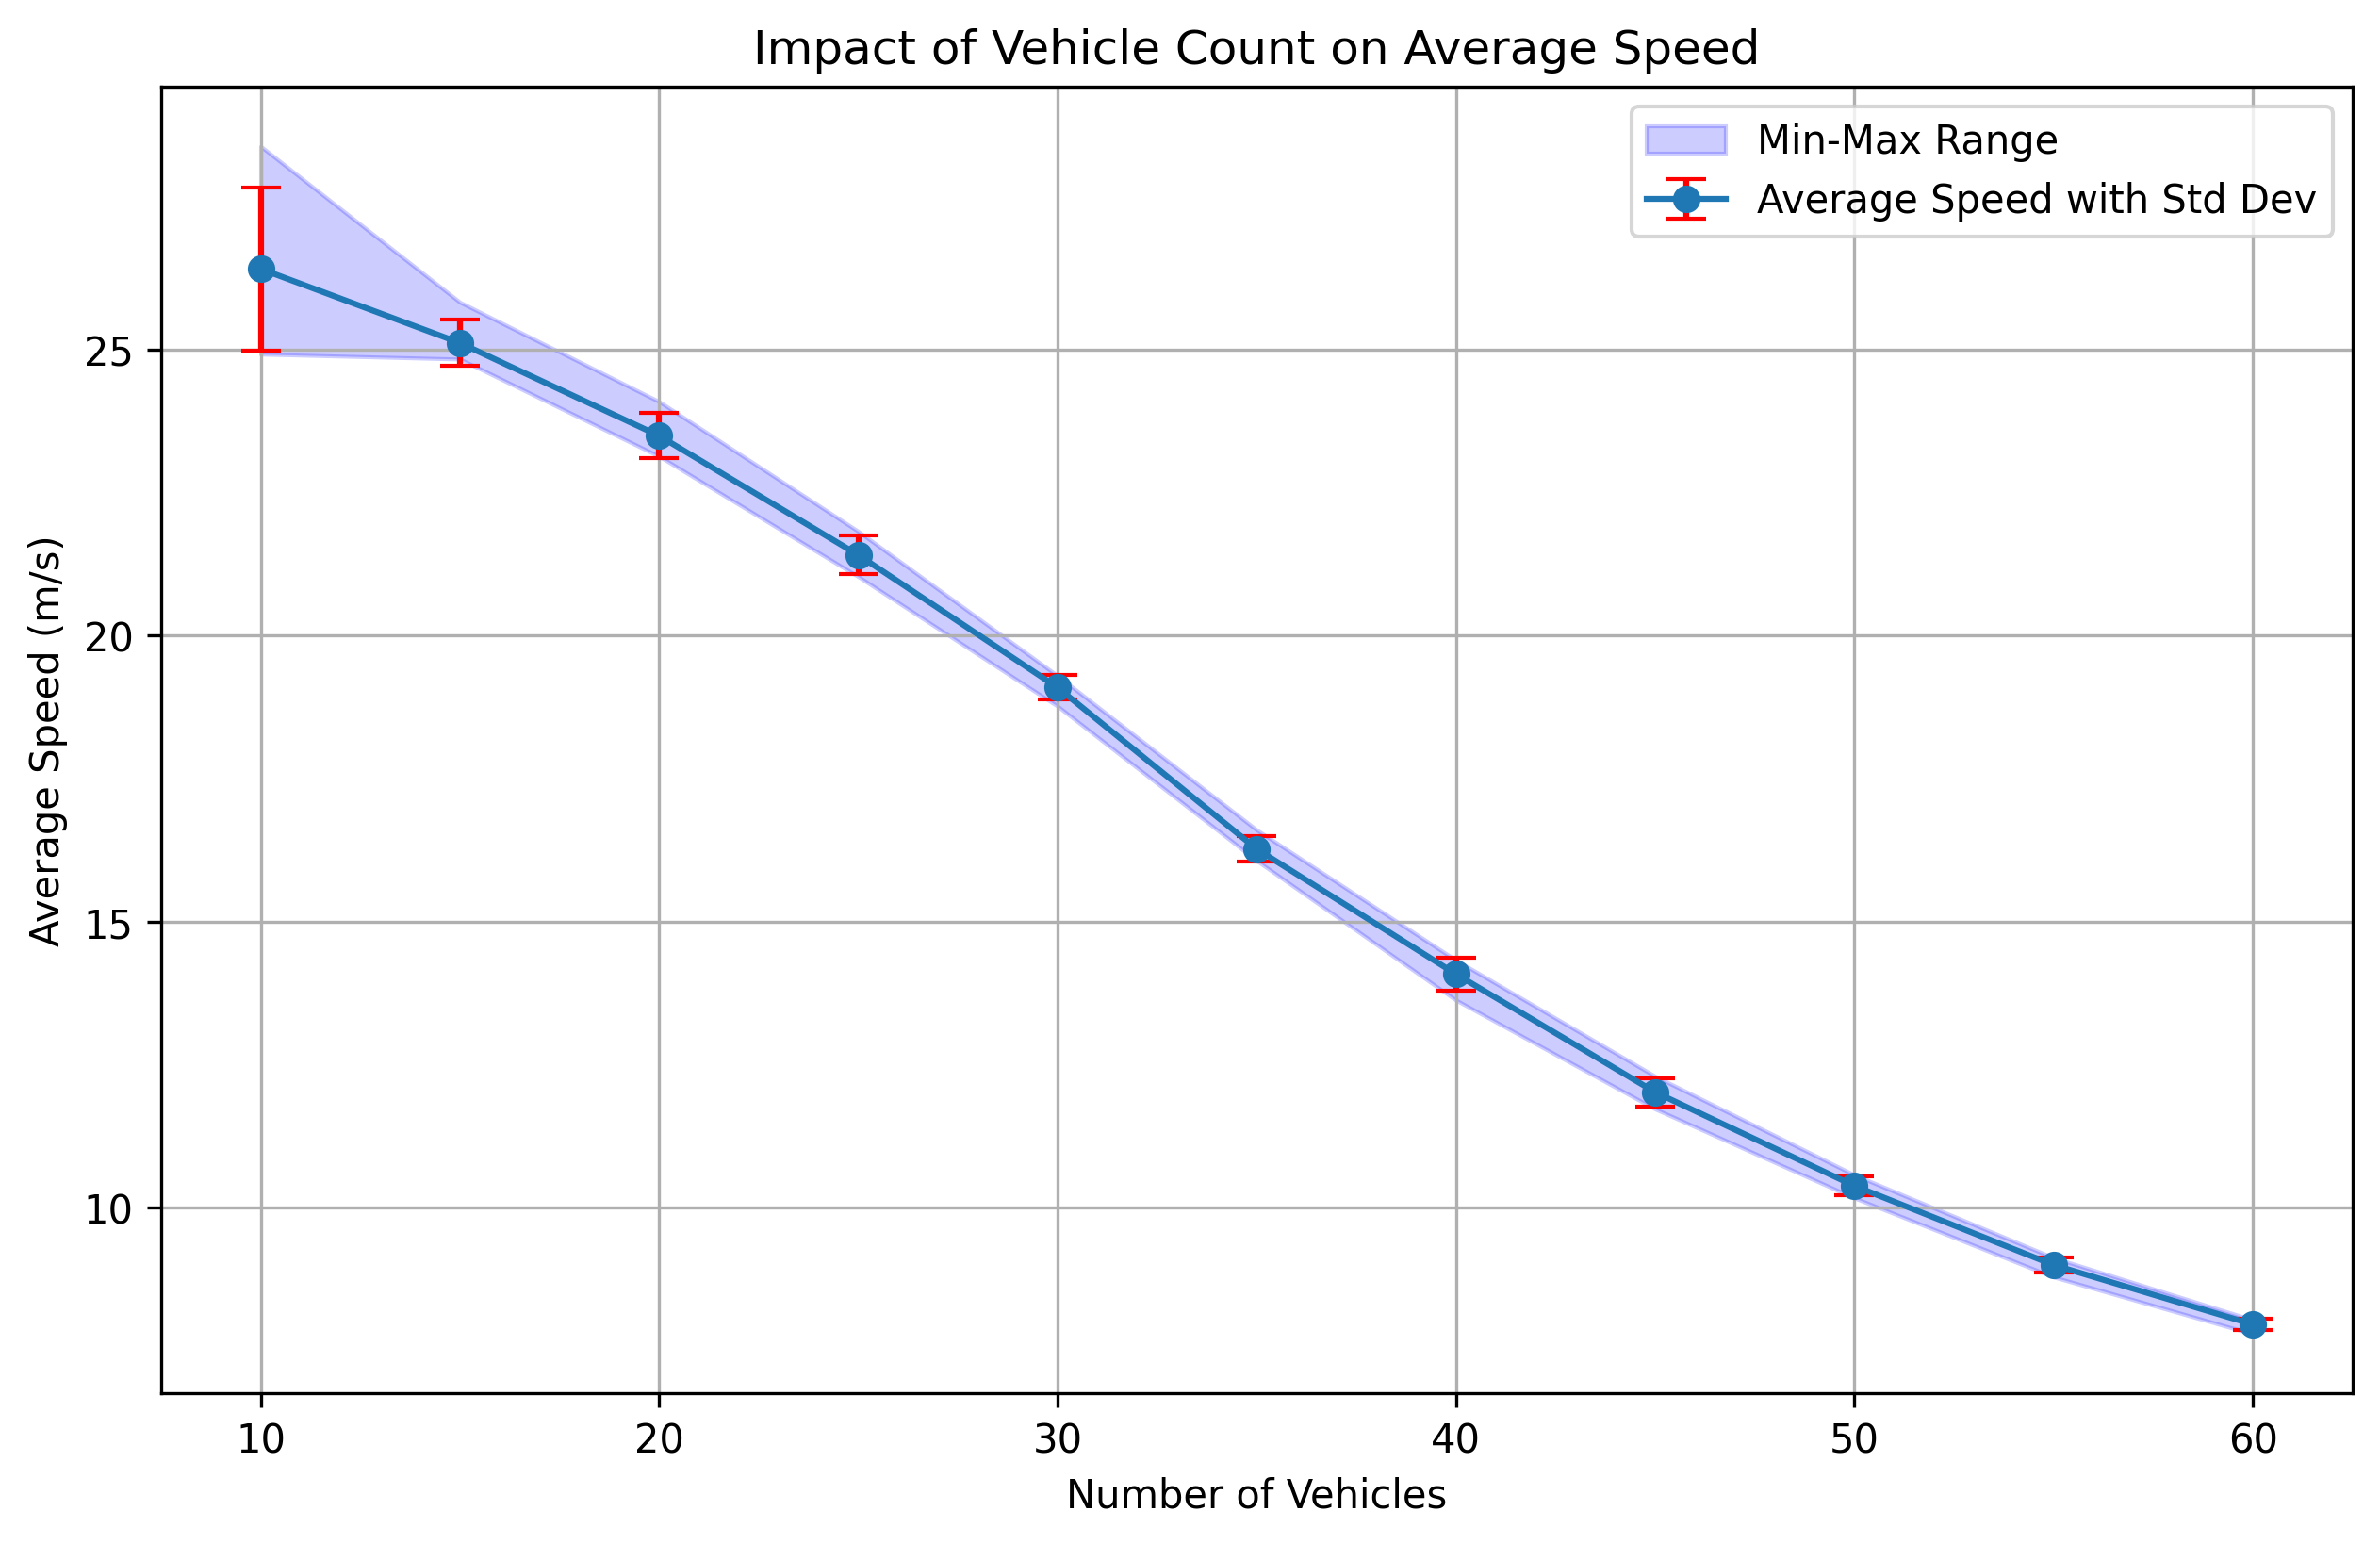 Impact of Vehicle Count on Average Speed
Min-Max Range
Average Speed with Std Dev
Average Speed (m/s)
25
20
15
10
10 20 30 40 50 60
Number of Vehicles